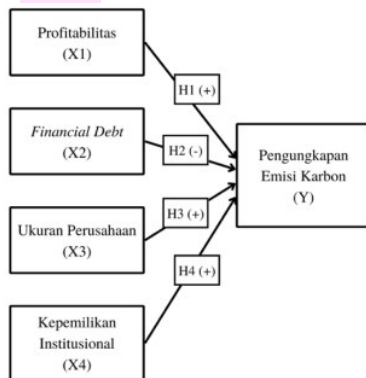 Profitabilitas
(X1)
H1 (+)
Financial Debt
(X2)
H2 (-)
Pengungkapan
Emisi Karbon
(Y)
Ukuran Perusahaan
(X3)
H3 (+)
H4 (+)
Kepemilikan
Institusional
(X4)